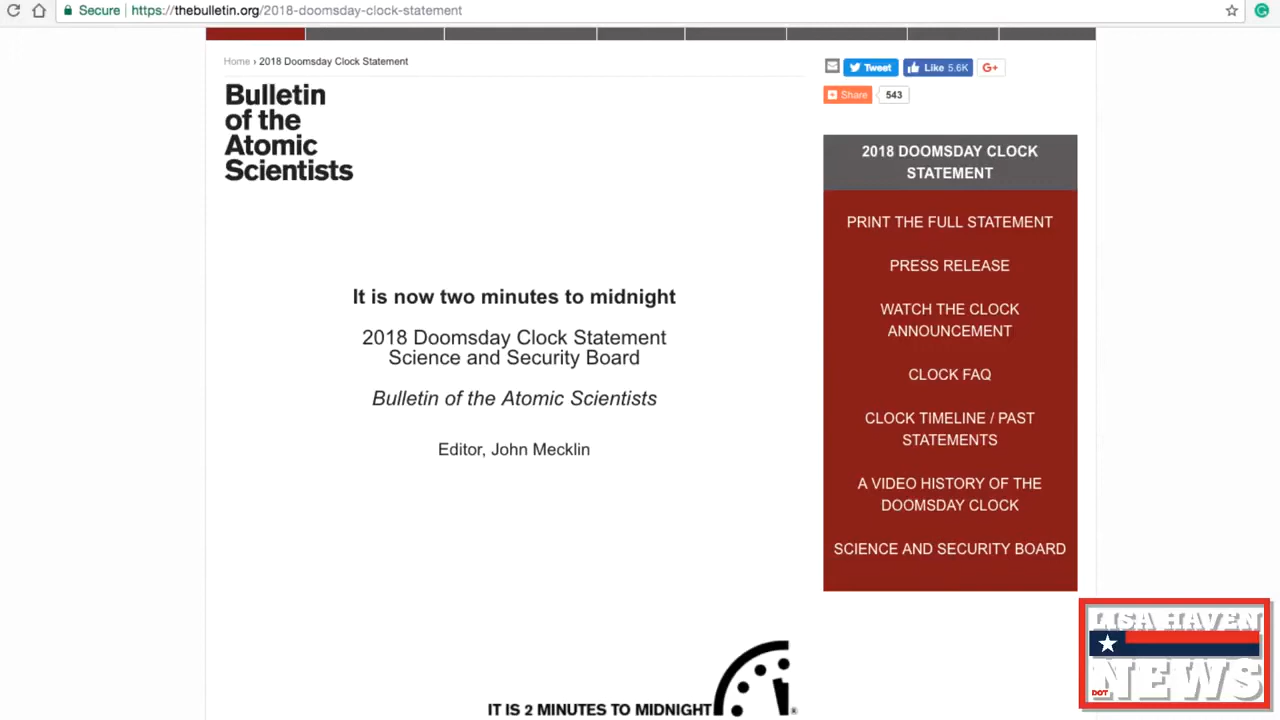 Secure | https://thebulletin.org/2018-doomsday-clock-statement
Home › 2018 Doomsday Clock Statement
Bulletin
of the
Atomic
Scientists
It is now two minutes to midnight
2018 Doomsday Clock Statement
Science and Security Board
Bulletin of the Atomic Scientists
Editor, John Mecklin
IT IS 2 MINUTES TO MIDNIGHT
®
Tweet
Like 5.6K
G+
Share
543
2018 DOOMSDAY CLOCK
STATEMENT
PRINT THE FULL STATEMENT
PRESS RELEASE
WATCH THE CLOCK
ANNOUNCEMENT
CLOCK FAQ
CLOCK TIMELINE / PAST
STATEMENTS
A VIDEO HISTORY OF THE
DOOMSDAY CLOCK
SCIENCE AND SECURITY BOARD
LISA HAVEN
DOT
NEWS